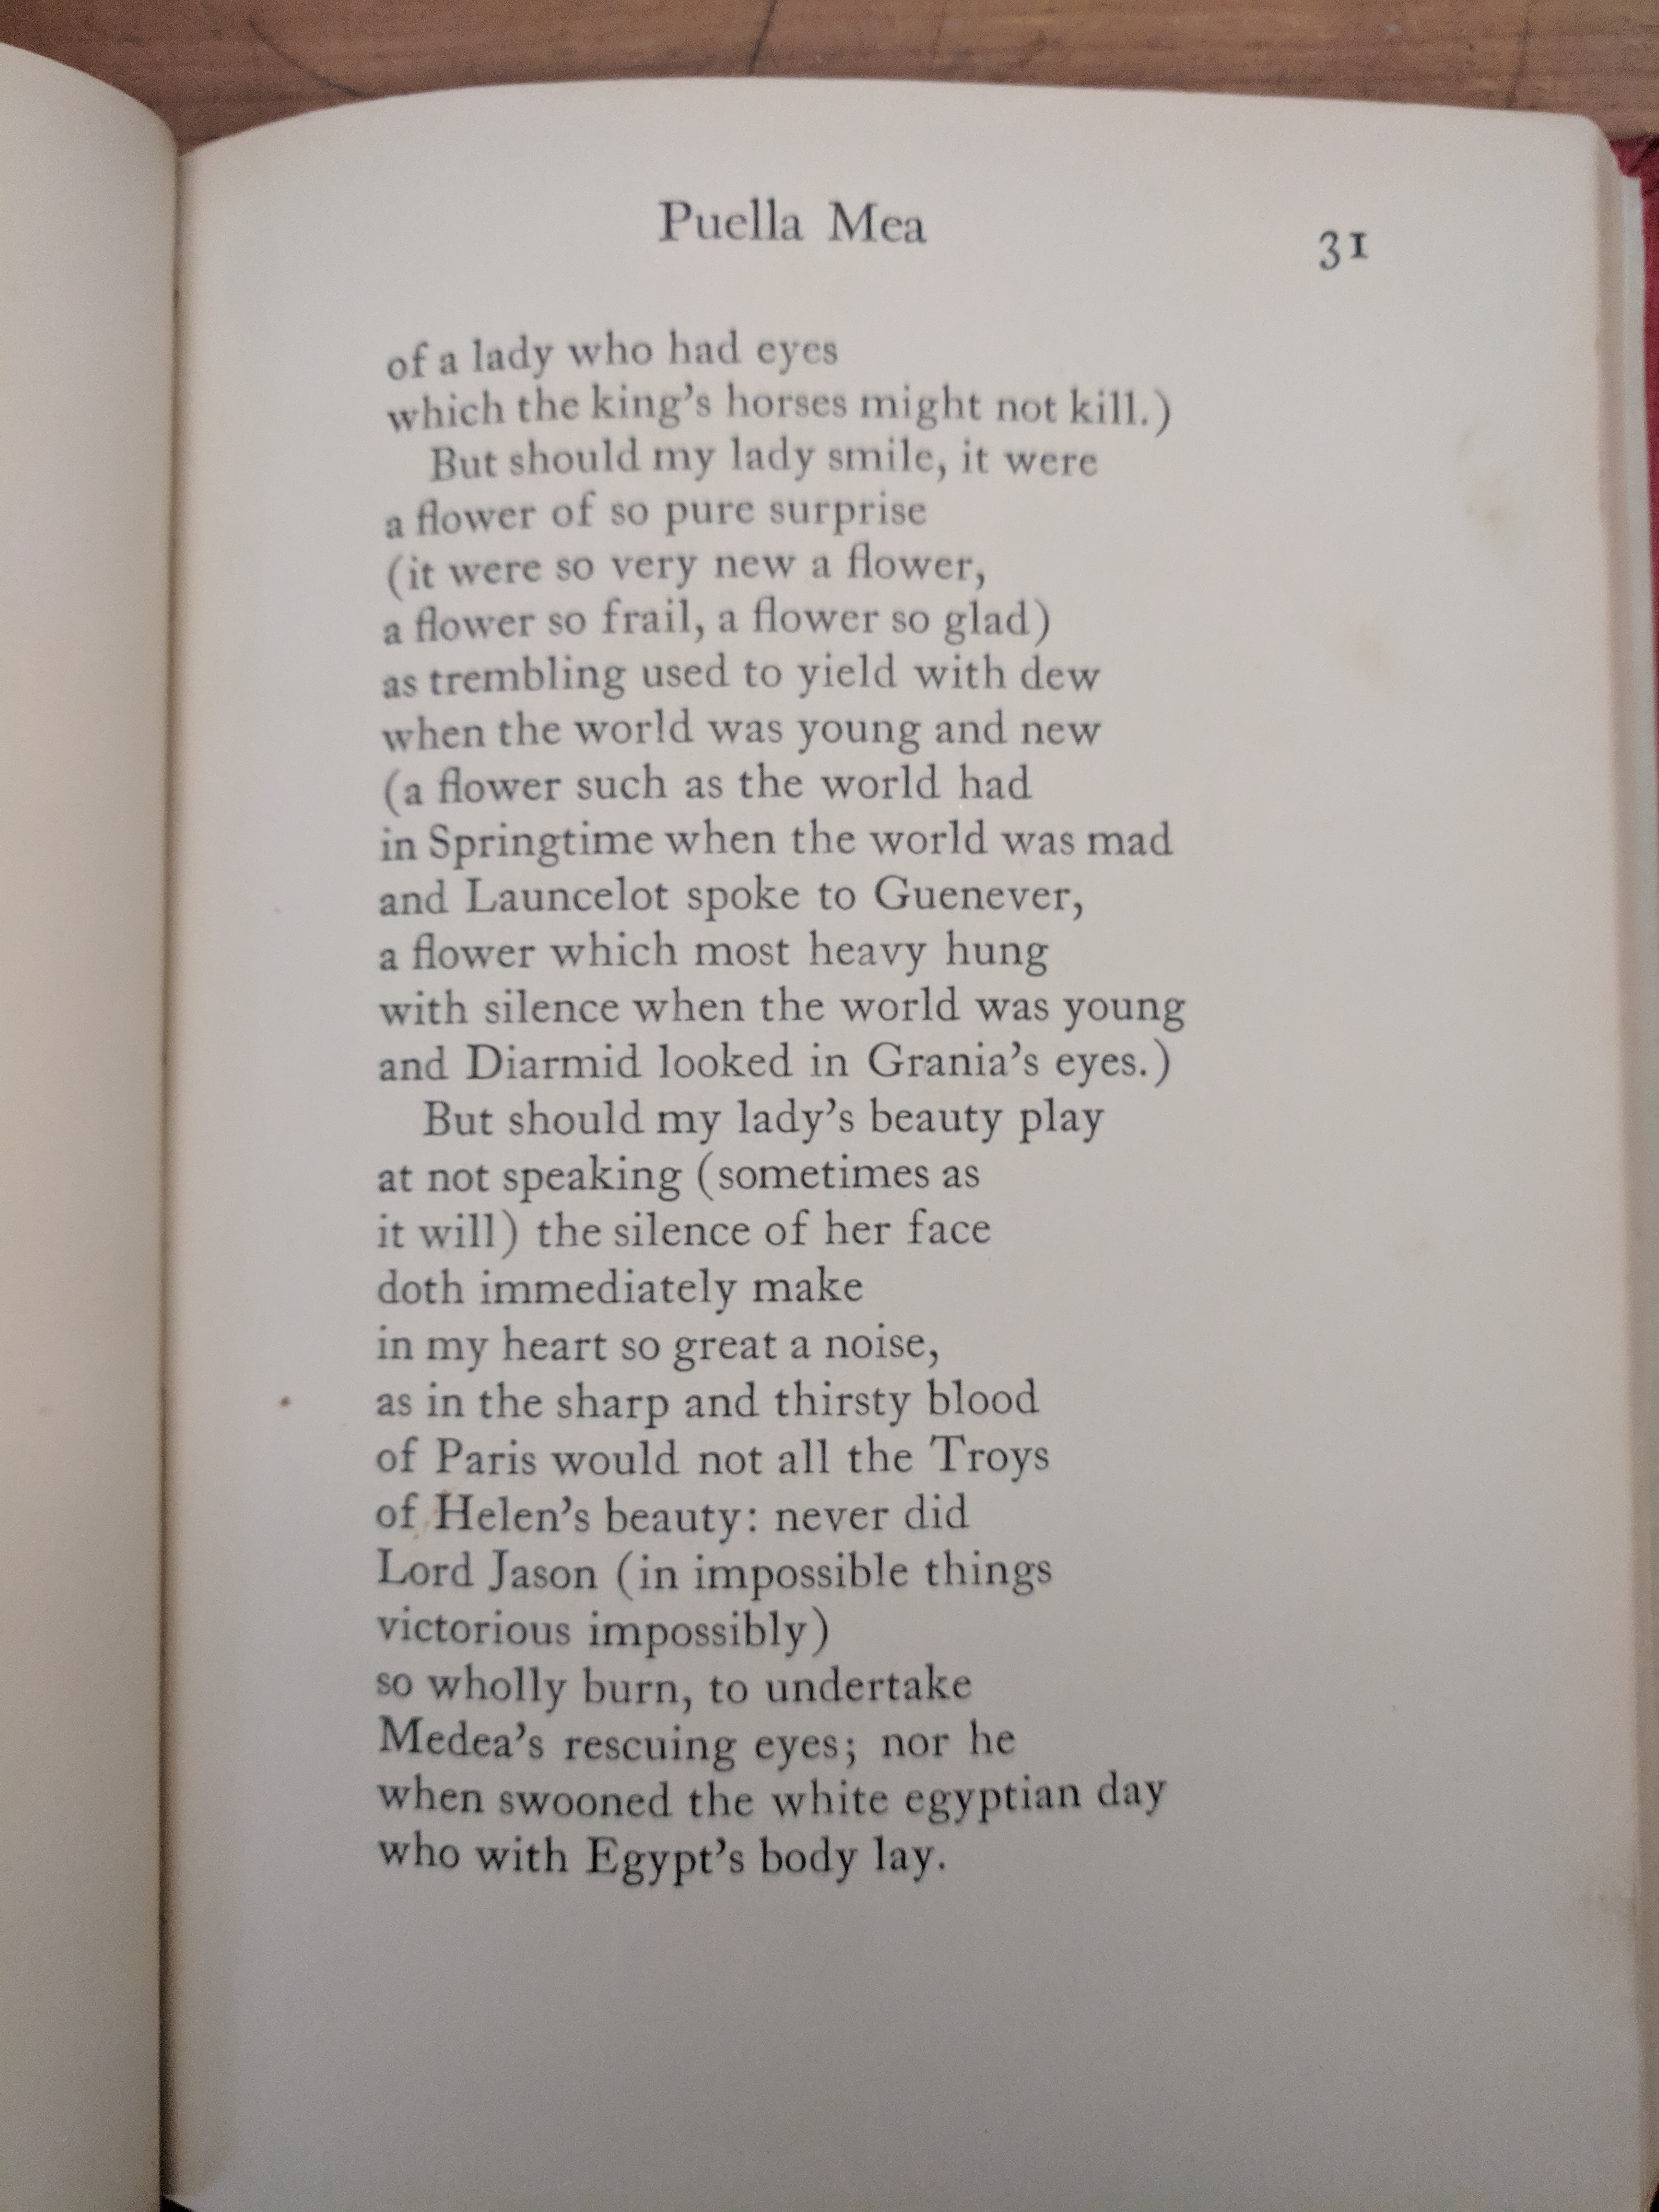 Puella Mea
31
of a lady who had eyes
which the king's horses might not kill.)
But should my lady smile, it were
a flower of so pure surprise
(it were so very new a flower,
a flower so frail, a flower so glad)
as trembling used to yield with dew
when the world was young and new
(a flower such as the world had
in Springtime when the world was mad
and Launcelot spoke to Guenever,
a flower which most heavy hung
with silence when the world was young
and Diarmid looked in Grania's eyes.)
But should my lady's beauty play
at not speaking (sometimes as
it will) the silence of her face
doth immediately make
in my heart so great a noise,
as in the sharp and thirsty blood
of Paris would not all the Troys
of Helen's beauty: never did
Lord Jason (in impossible things
victorious impossibly)
so wholly burn, to undertake
Medea's rescuing eyes; nor he
when swooned the white egyptian day
who with Egypt's body lay.